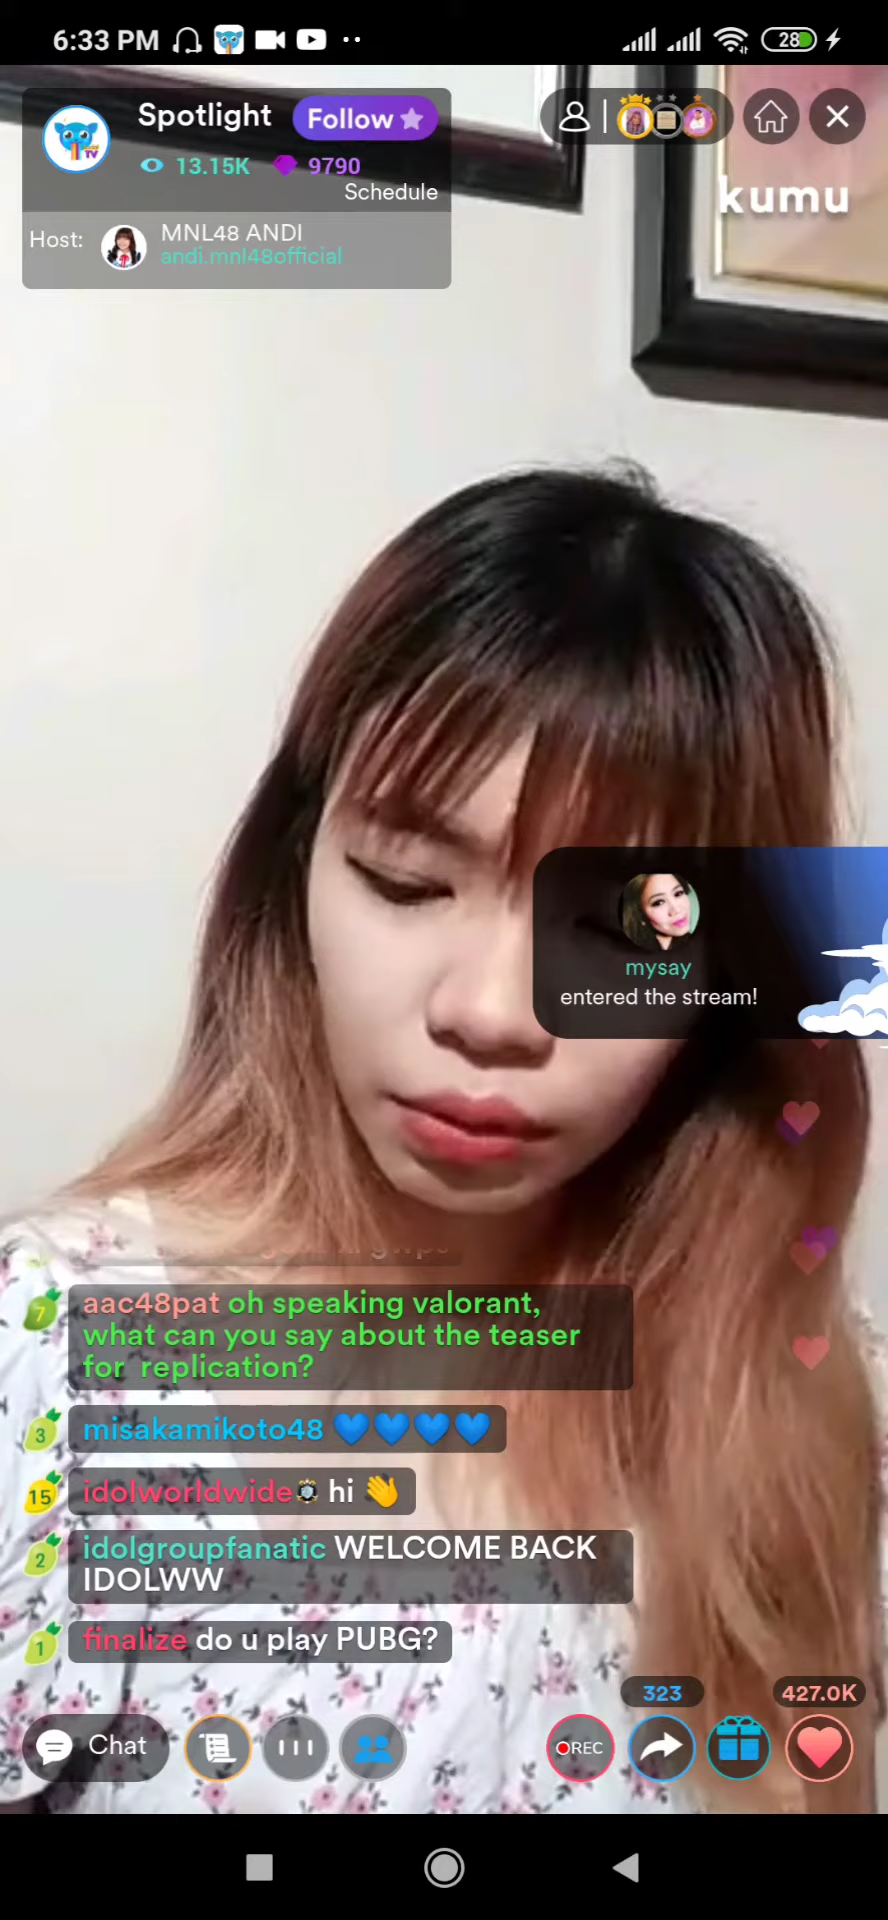 6:33 PM
28
Spotlight
Follow
13.15K
9790
Schedule
Host:
MNL48 ANDI
andi.mnl48official
kumu
TV
mysay
entered the stream!
7
aac48pat oh speaking valorant,
what can you say about the teaser
for replication?
3
misakamikoto48 💙💙💙💙
15
idolworldwide hi 👋
2
idolgroupfanatic WELCOME BACK
IDOLWW
1
finalize do u play PUBG?
323
427.0K
Chat
REC